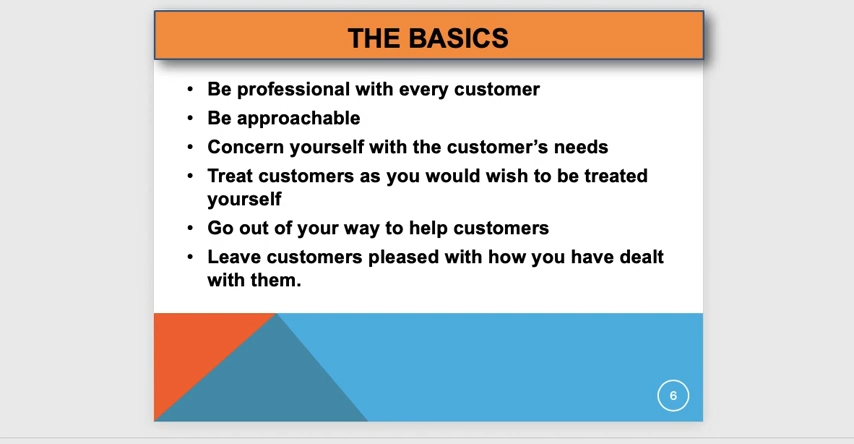 THE BASICS
• Be professional with every customer
• Be approachable
• Concern yourself with the customer’s needs
• Treat customers as you would wish to be treated
yourself
• Go out of your way to help customers
• Leave customers pleased with how you have dealt
with them.
6